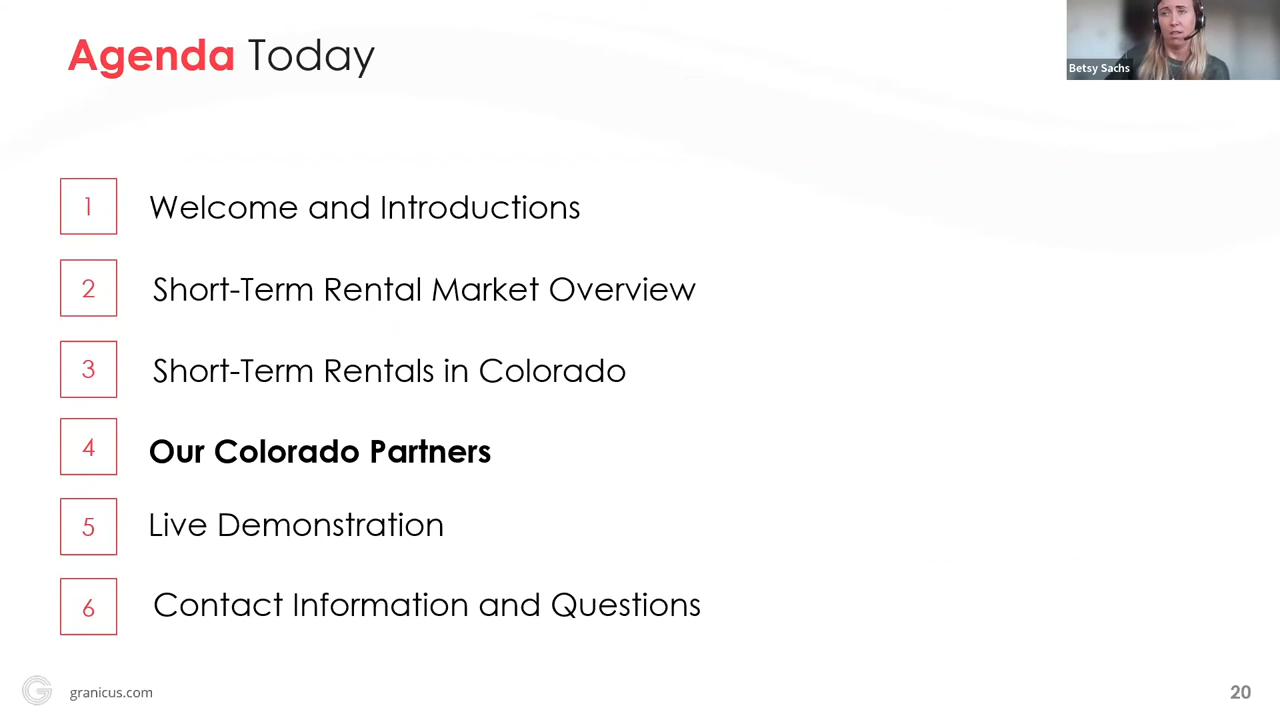 Agenda Today
Betsy Sachs
1 Welcome and Introductions
2 Short-Term Rental Market Overview
3 Short-Term Rentals in Colorado
4 Our Colorado Partners
5 Live Demonstration
6 Contact Information and Questions
granicus.com
20